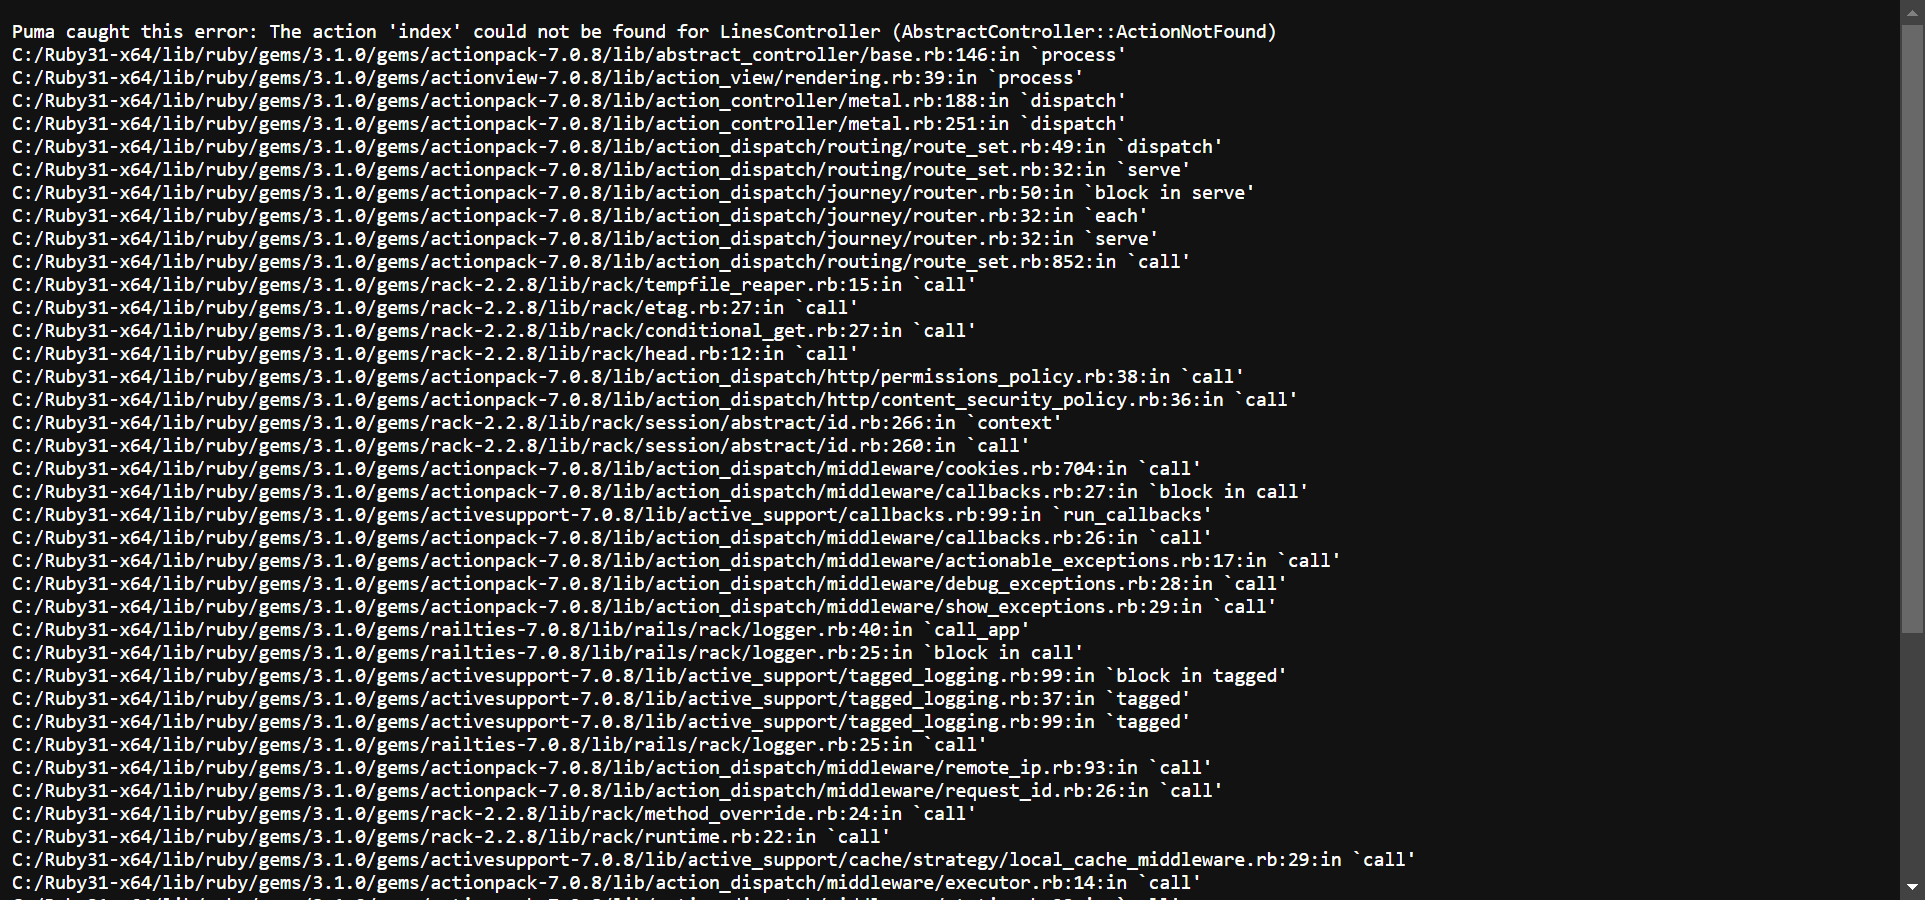 Puma caught this error: The action 'index' could not be found for LinesController (AbstractController::ActionNotFound)
C:/Ruby31-x64/lib/ruby/gems/3.1.0/gems/actionpack-7.0.8/lib/abstract_controller/base.rb:146:in `process'
C:/Ruby31-x64/lib/ruby/gems/3.1.0/gems/actionview-7.0.8/lib/action_view/rendering.rb:39:in `process'
C:/Ruby31-x64/lib/ruby/gems/3.1.0/gems/actionpack-7.0.8/lib/action_controller/metal.rb:188:in `dispatch'
C:/Ruby31-x64/lib/ruby/gems/3.1.0/gems/actionpack-7.0.8/lib/action_controller/metal.rb:251:in `dispatch'
C:/Ruby31-x64/lib/ruby/gems/3.1.0/gems/actionpack-7.0.8/lib/action_dispatch/routing/route_set.rb:49:in `dispatch'
C:/Ruby31-x64/lib/ruby/gems/3.1.0/gems/actionpack-7.0.8/lib/action_dispatch/routing/route_set.rb:32:in `serve'
C:/Ruby31-x64/lib/ruby/gems/3.1.0/gems/actionpack-7.0.8/lib/action_dispatch/journey/router.rb:50:in `block in serve'
C:/Ruby31-x64/lib/ruby/gems/3.1.0/gems/actionpack-7.0.8/lib/action_dispatch/journey/router.rb:32:in `each'
C:/Ruby31-x64/lib/ruby/gems/3.1.0/gems/actionpack-7.0.8/lib/action_dispatch/journey/router.rb:32:in `serve'
C:/Ruby31-x64/lib/ruby/gems/3.1.0/gems/actionpack-7.0.8/lib/action_dispatch/routing/route_set.rb:852:in `call'
C:/Ruby31-x64/lib/ruby/gems/3.1.0/gems/rack-2.2.8/lib/rack/tempfile_reaper.rb:15:in `call'
C:/Ruby31-x64/lib/ruby/gems/3.1.0/gems/rack-2.2.8/lib/rack/etag.rb:27:in `call'
C:/Ruby31-x64/lib/ruby/gems/3.1.0/gems/rack-2.2.8/lib/rack/conditional_get.rb:27:in `call'
C:/Ruby31-x64/lib/ruby/gems/3.1.0/gems/rack-2.2.8/lib/rack/head.rb:12:in `call'
C:/Ruby31-x64/lib/ruby/gems/3.1.0/gems/actionpack-7.0.8/lib/action_dispatch/http/permissions_policy.rb:38:in `call'
C:/Ruby31-x64/lib/ruby/gems/3.1.0/gems/actionpack-7.0.8/lib/action_dispatch/http/content_security_policy.rb:36:in `call'
C:/Ruby31-x64/lib/ruby/gems/3.1.0/gems/rack-2.2.8/lib/rack/session/abstract/id.rb:266:in `context'
C:/Ruby31-x64/lib/ruby/gems/3.1.0/gems/rack-2.2.8/lib/rack/session/abstract/id.rb:260:in `call'
C:/Ruby31-x64/lib/ruby/gems/3.1.0/gems/actionpack-7.0.8/lib/action_dispatch/middleware/cookies.rb:704:in `call'
C:/Ruby31-x64/lib/ruby/gems/3.1.0/gems/actionpack-7.0.8/lib/action_dispatch/middleware/callbacks.rb:27:in `block in call'
C:/Ruby31-x64/lib/ruby/gems/3.1.0/gems/activesupport-7.0.8/lib/active_support/callbacks.rb:99:in `run_callbacks'
C:/Ruby31-x64/lib/ruby/gems/3.1.0/gems/actionpack-7.0.8/lib/action_dispatch/middleware/callbacks.rb:26:in `call'
C:/Ruby31-x64/lib/ruby/gems/3.1.0/gems/actionpack-7.0.8/lib/action_dispatch/middleware/actionable_exceptions.rb:17:in `call'
C:/Ruby31-x64/lib/ruby/gems/3.1.0/gems/actionpack-7.0.8/lib/action_dispatch/middleware/debug_exceptions.rb:28:in `call'
C:/Ruby31-x64/lib/ruby/gems/3.1.0/gems/actionpack-7.0.8/lib/action_dispatch/middleware/show_exceptions.rb:29:in `call'
C:/Ruby31-x64/lib/ruby/gems/3.1.0/gems/railties-7.0.8/lib/rails/rack/logger.rb:40:in `call_app'
C:/Ruby31-x64/lib/ruby/gems/3.1.0/gems/railties-7.0.8/lib/rails/rack/logger.rb:25:in `block in call'
C:/Ruby31-x64/lib/ruby/gems/3.1.0/gems/activesupport-7.0.8/lib/active_support/tagged_logging.rb:99:in `block in tagged'
C:/Ruby31-x64/lib/ruby/gems/3.1.0/gems/activesupport-7.0.8/lib/active_support/tagged_logging.rb:37:in `tagged'
C:/Ruby31-x64/lib/ruby/gems/3.1.0/gems/activesupport-7.0.8/lib/active_support/tagged_logging.rb:99:in `tagged'
C:/Ruby31-x64/lib/ruby/gems/3.1.0/gems/railties-7.0.8/lib/rails/rack/logger.rb:25:in `call'
C:/Ruby31-x64/lib/ruby/gems/3.1.0/gems/actionpack-7.0.8/lib/action_dispatch/middleware/remote_ip.rb:93:in `call'
C:/Ruby31-x64/lib/ruby/gems/3.1.0/gems/actionpack-7.0.8/lib/action_dispatch/middleware/request_id.rb:26:in `call'
C:/Ruby31-x64/lib/ruby/gems/3.1.0/gems/rack-2.2.8/lib/rack/method_override.rb:24:in `call'
C:/Ruby31-x64/lib/ruby/gems/3.1.0/gems/rack-2.2.8/lib/rack/runtime.rb:22:in `call'
C:/Ruby31-x64/lib/ruby/gems/3.1.0/gems/activesupport-7.0.8/lib/active_support/cache/strategy/local_cache_middleware.rb:29:in `call'
C:/Ruby31-x64/lib/ruby/gems/3.1.0/gems/actionpack-7.0.8/lib/action_dispatch/middleware/executor.rb:14:in `call'